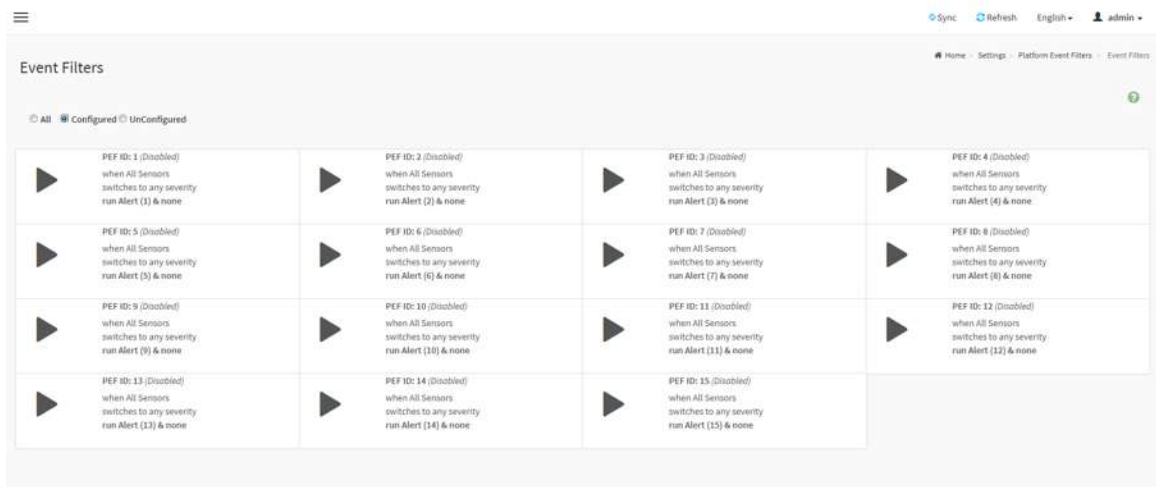 Sync Refresh English admin
Home - Settings - Platform Event Filters - Event Filters
Event Filters
All Configured UnConfigured
PEF ID: 1 (Disabled)
when All Sensors
switches to any severity
run Alert (1) & none
PEF ID: 2 (Disabled)
when All Sensors
switches to any severity
run Alert (2) & none
PEF ID: 3 (Disabled)
when All Sensors
switches to any severity
run Alert (3) & none
PEF ID: 4 (Disabled)
when All Sensors
switches to any severity
run Alert (4) & none
PEF ID: 5 (Disabled)
when All Sensors
switches to any severity
run Alert (5) & none
PEF ID: 6 (Disabled)
when All Sensors
switches to any severity
run Alert (6) & none
PEF ID: 7 (Disabled)
when All Sensors
switches to any severity
run Alert (7) & none
PEF ID: 8 (Disabled)
when All Sensors
switches to any severity
run Alert (8) & none
PEF ID: 9 (Disabled)
when All Sensors
switches to any severity
run Alert (9) & none
PEF ID: 10 (Disabled)
when All Sensors
switches to any severity
run Alert (10) & none
PEF ID: 11 (Disabled)
when All Sensors
switches to any severity
run Alert (11) & none
PEF ID: 12 (Disabled)
when All Sensors
switches to any severity
run Alert (12) & none
PEF ID: 13 (Disabled)
when All Sensors
switches to any severity
run Alert (13) & none
PEF ID: 14 (Disabled)
when All Sensors
switches to any severity
run Alert (14) & none
PEF ID: 15 (Disabled)
when All Sensors
switches to any severity
run Alert (15) & none